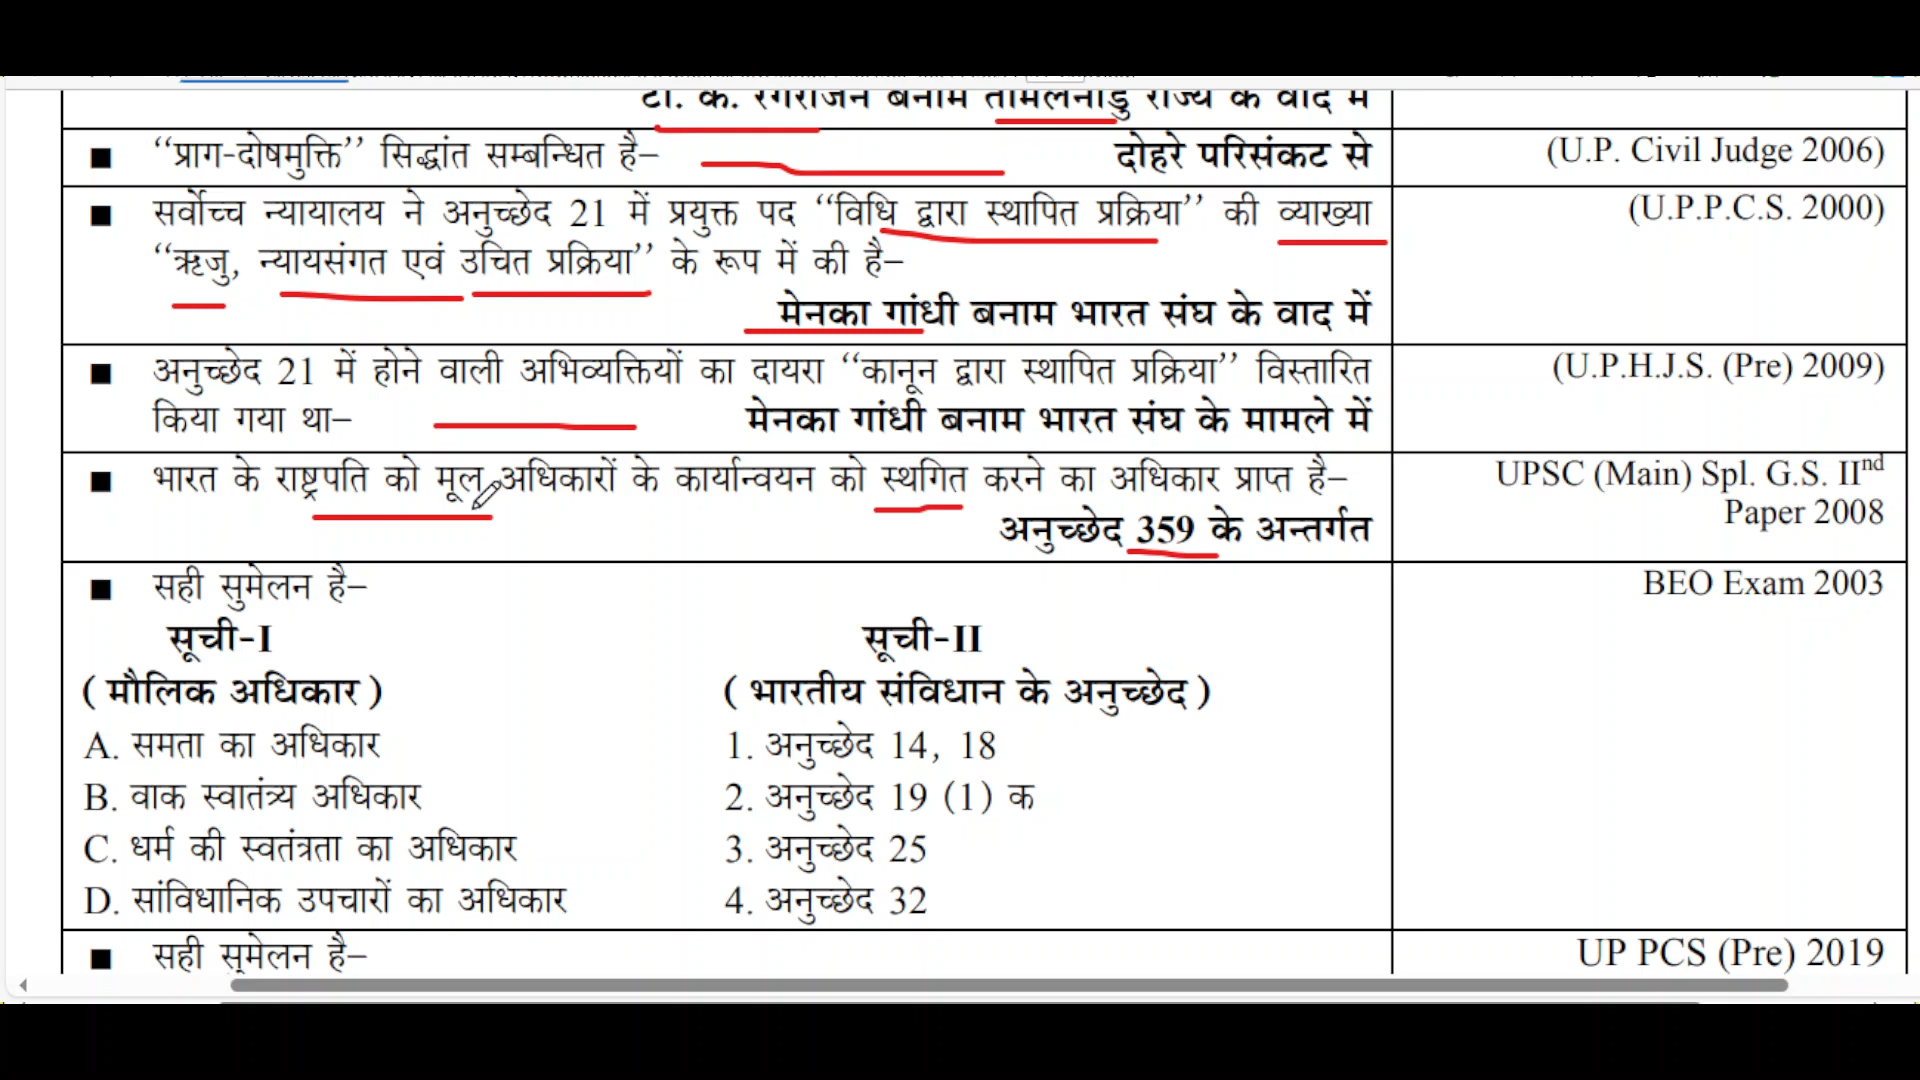 टी. के. रंगराजन बनाम तामिलनाडु राज्य के वाद में
■ “प्राग-दोषमुक्ति” सिद्धांत सम्बन्धित है– दोहरे परिसंकट से (U.P. Civil Judge 2006)
■ सर्वोच्च न्यायालय ने अनुच्छेद 21 में प्रयुक्त पद “विधि द्वारा स्थापित प्रक्रिया” की व्याख्या (U.P.P.C.S. 2000)
“ऋजु, न्यायसंगत एवं उचित प्रक्रिया” के रूप में की है–
मेनका गांधी बनाम भारत संघ के वाद में
■ अनुच्छेद 21 में होने वाली अभिव्यक्तियों का दायरा “कानून द्वारा स्थापित प्रक्रिया” विस्तारित (U.P.H.J.S. (Pre) 2009)
किया गया था– मेनका गांधी बनाम भारत संघ के मामले में
■ भारत के राष्ट्रपति को मूल अधिकारों के कार्यान्वयन को स्थगित करने का अधिकार प्राप्त है– UPSC (Main) Spl. G.S. IInd
अनुच्छेद 359 के अन्तर्गत Paper 2008
■ सही सुमेलन है– BEO Exam 2003
सूची-I सूची-II
(मौलिक अधिकार) (भारतीय संविधान के अनुच्छेद)
A. समता का अधिकार 1. अनुच्छेद 14, 18
B. वाक स्वातंत्र्य अधिकार 2. अनुच्छेद 19 (1) क
C. धर्म की स्वतंत्रता का अधिकार 3. अनुच्छेद 25
D. सांविधानिक उपचारों का अधिकार 4. अनुच्छेद 32
■ सही सुमेलन है– UP PCS (Pre) 2019